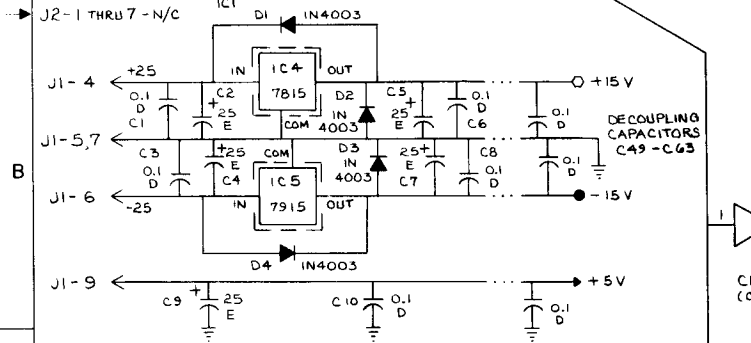 IC1
J2-1 THRU 7 - N/C
D1 IN4003
J1-4 +25 IN IC4 7815 OUT +15 V
0.1 D C1
C2 + 25 E
COM
D2 IN 4003
C5 + 25 E
0.1 D C6
0.1 D
DECOUPLING CAPACITORS C49 - C63
J1-5,7
B
C3 0.1 D
+ 25 E C4
COM
D3 IN 4003
25 + E C7
C8 0.1 D
0.1 D
J1-6 -25 IN IC5 7915 OUT -15 V
D4 IN4003
J1-9 +5 V
C9 + 25 E
C10 0.1 D
0.1 D
1